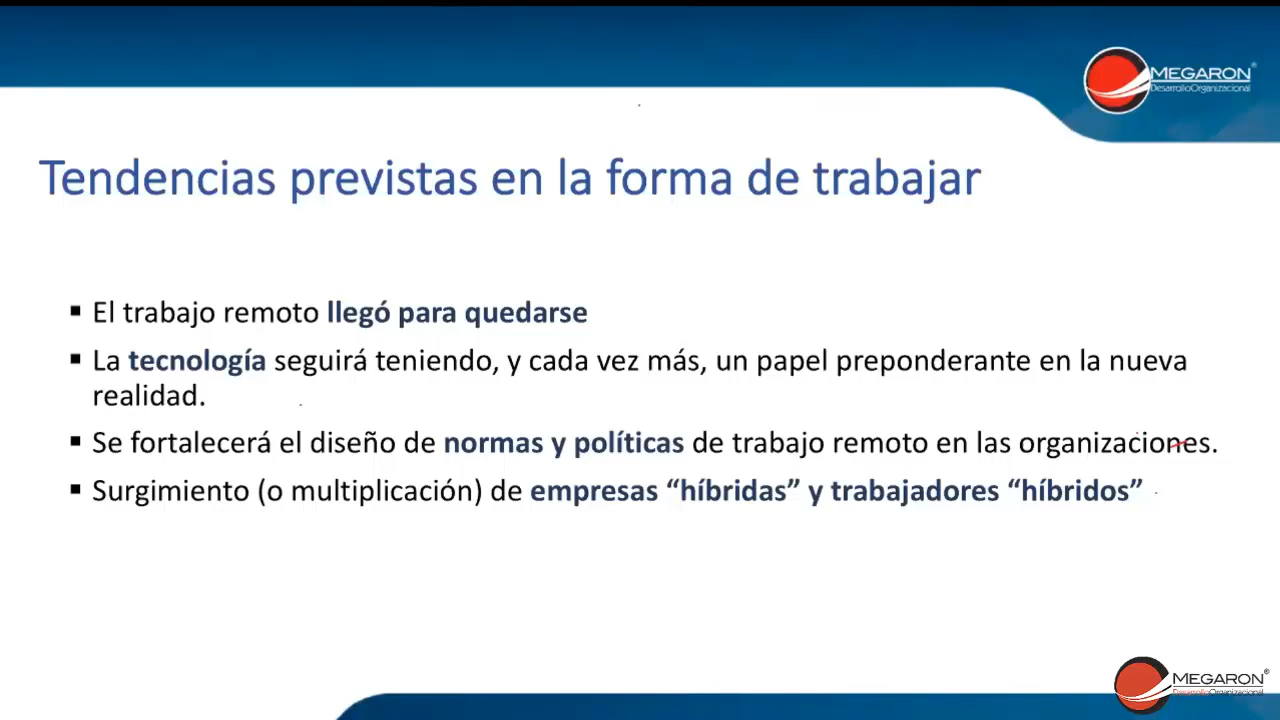 MEGARON®
DesarrolloOrganizacional
Tendencias previstas en la forma de trabajar
▪ El trabajo remoto llegó para quedarse
▪ La tecnología seguirá teniendo, y cada vez más, un papel preponderante en la nueva
realidad.
▪ Se fortalecerá el diseño de normas y políticas de trabajo remoto en las organizaciones.
▪ Surgimiento (o multiplicación) de empresas “híbridas” y trabajadores “híbridos”
MEGARON®
DesarrolloOrganizacional